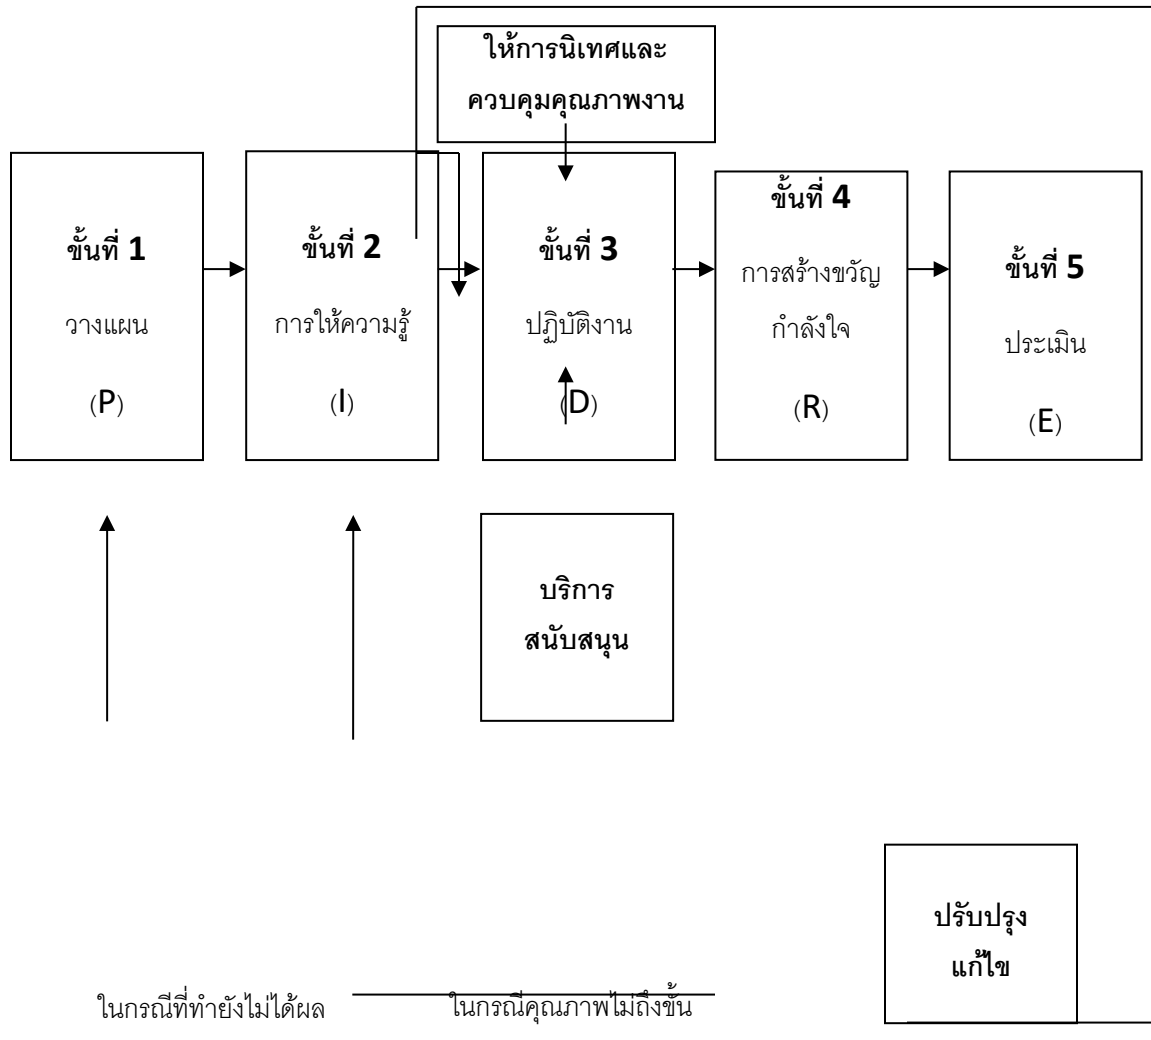 ให้การนิเทศและ
ควบคุมคุณภาพงาน
ขั้นที่ 1
วางแผน
(P)
ขั้นที่ 2
การให้ความรู้
(I)
ขั้นที่ 3
ปฏิบัติงาน
(D)
ขั้นที่ 4
การสร้างขวัญ
กำลังใจ
(R)
ขั้นที่ 5
ประเมิน
(E)
บริการ
สนับสนุน
ปรับปรุง
แก้ไข
ในกรณีที่ทำยังไม่ได้ผล
ในกรณีคุณภาพไม่ถึงขั้น